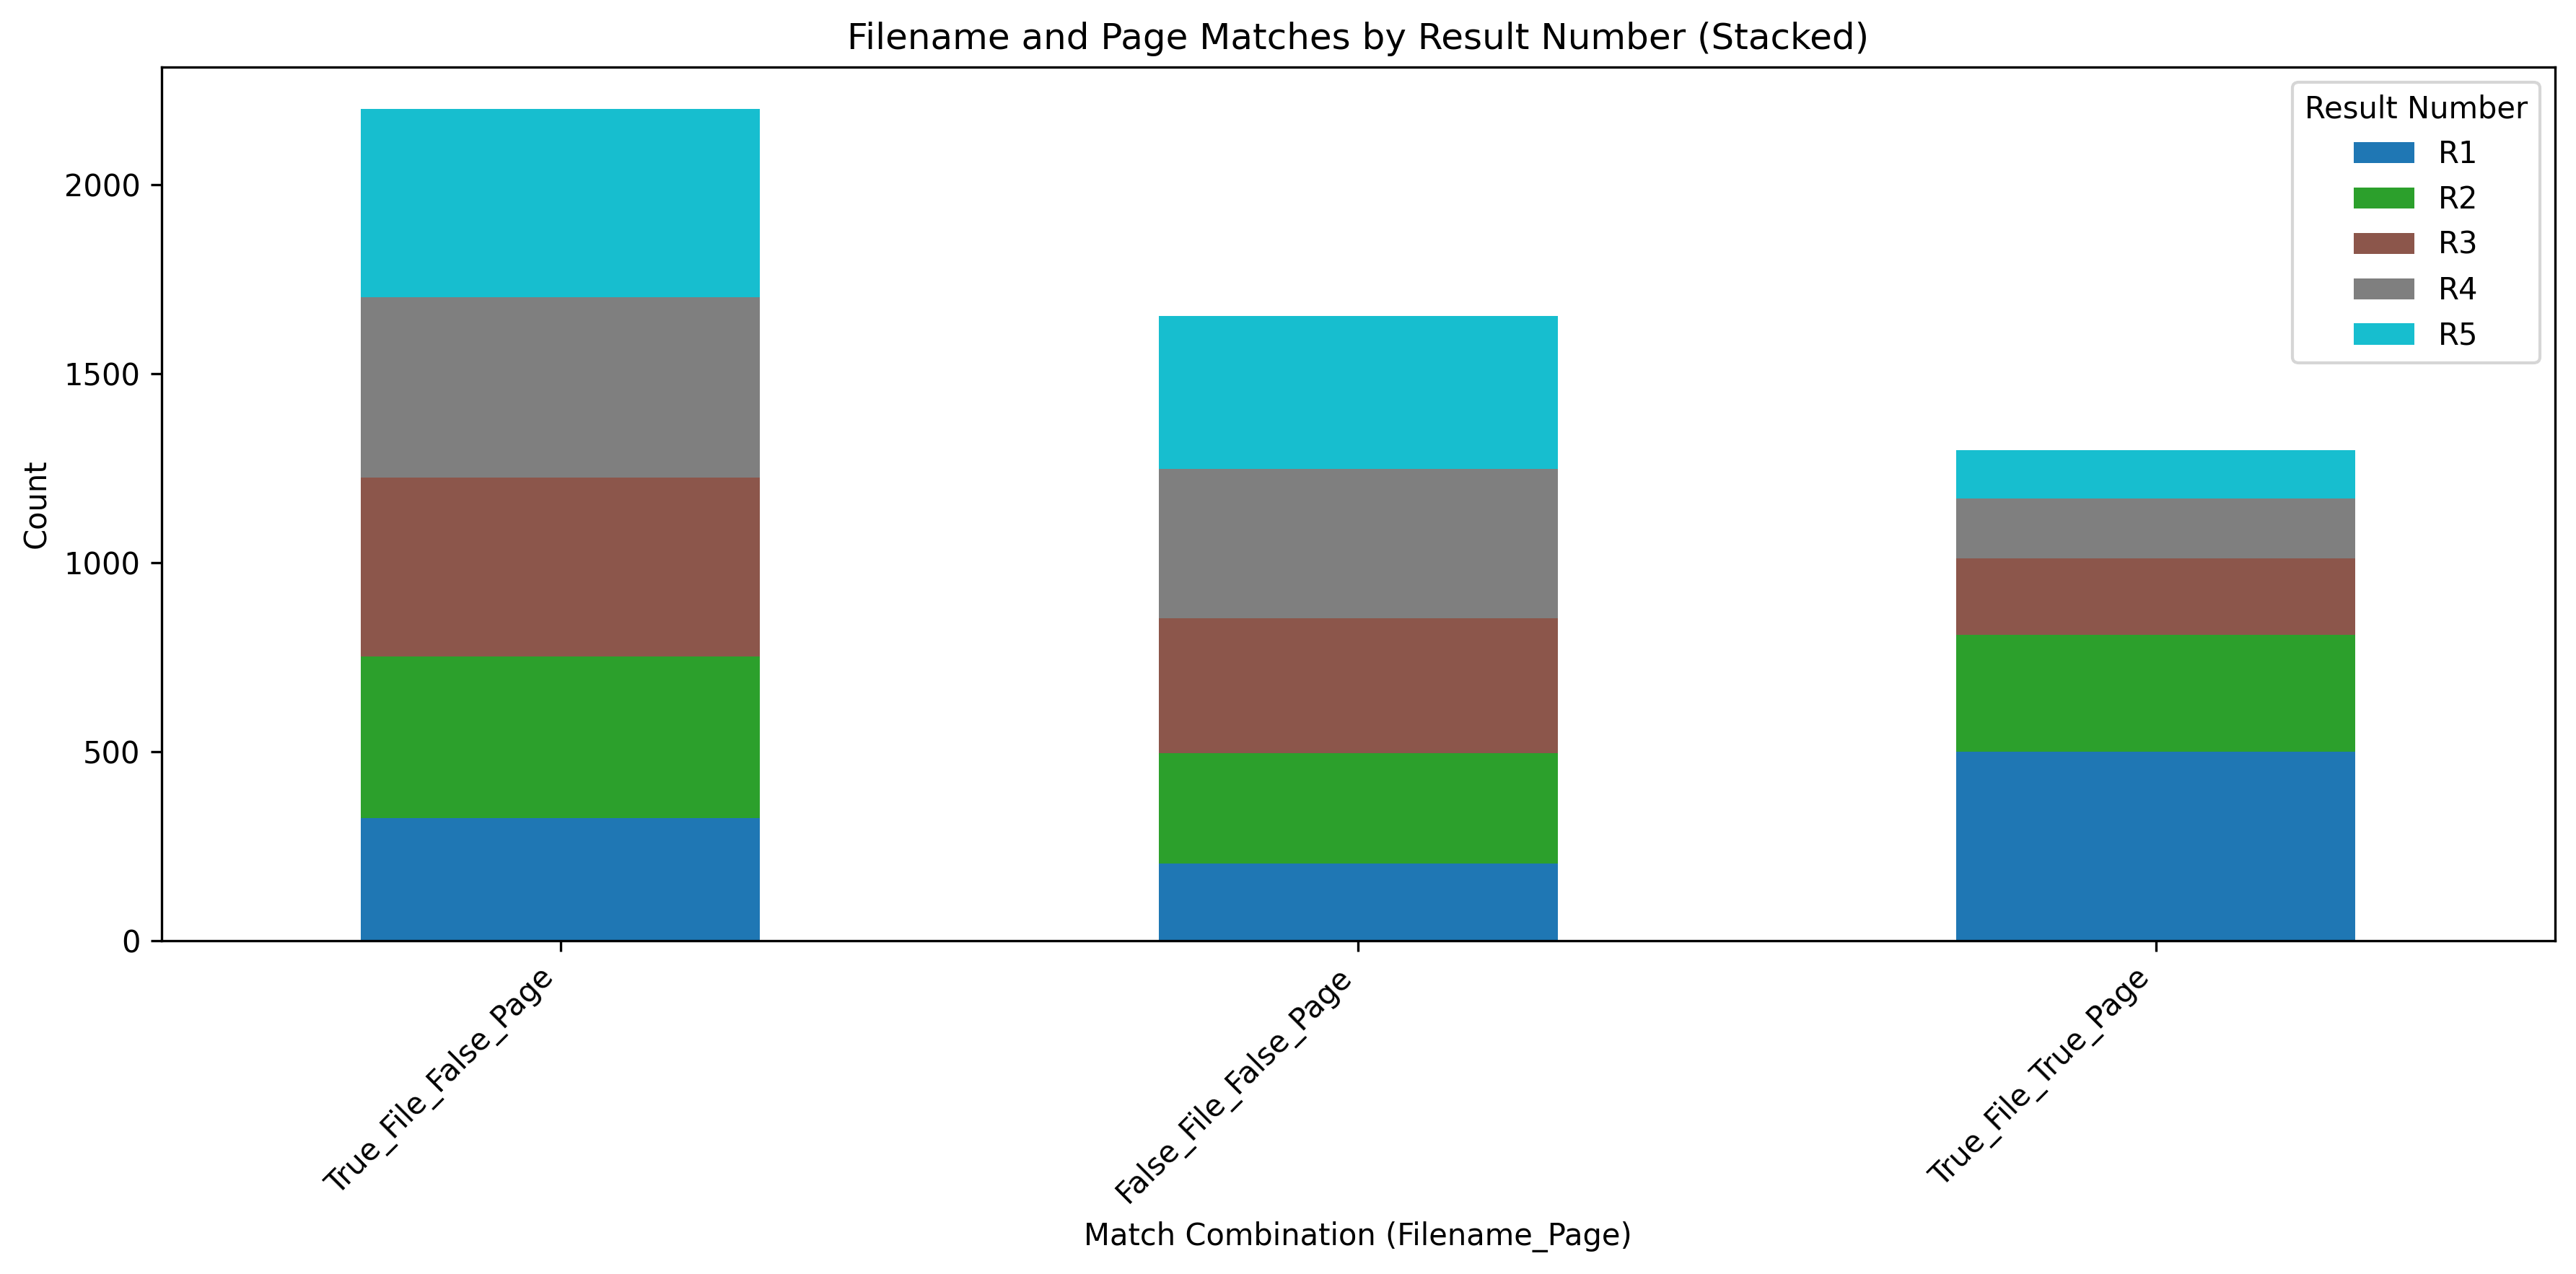 Filename and Page Matches by Result Number (Stacked)
Result Number
R1
R2
R3
R4
R5
Count
2000
1500
1000
500
0
True_File_False_Page
False_File_False_Page
True_File_True_Page
Match Combination (Filename_Page)